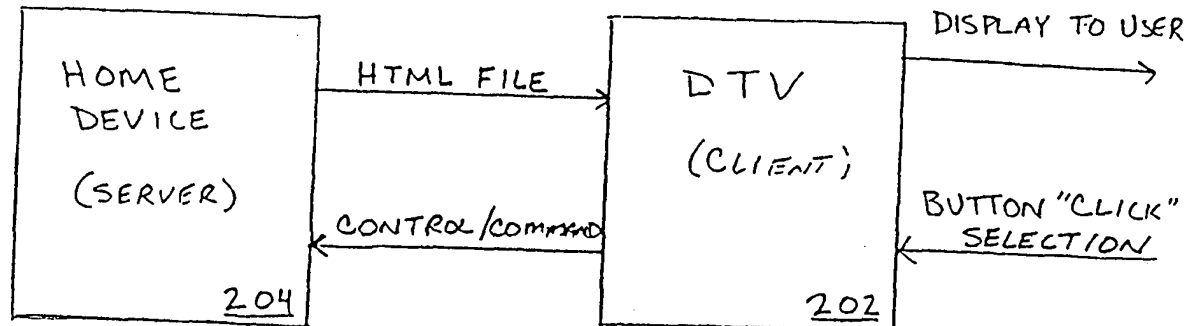 DISPLAY TO USER
HOME
DEVICE
(SERVER)
204
HTML FILE
CONTROL/COMMAND
DTV
(CLIENT)
202
BUTTON "CLICK"
SELECTION